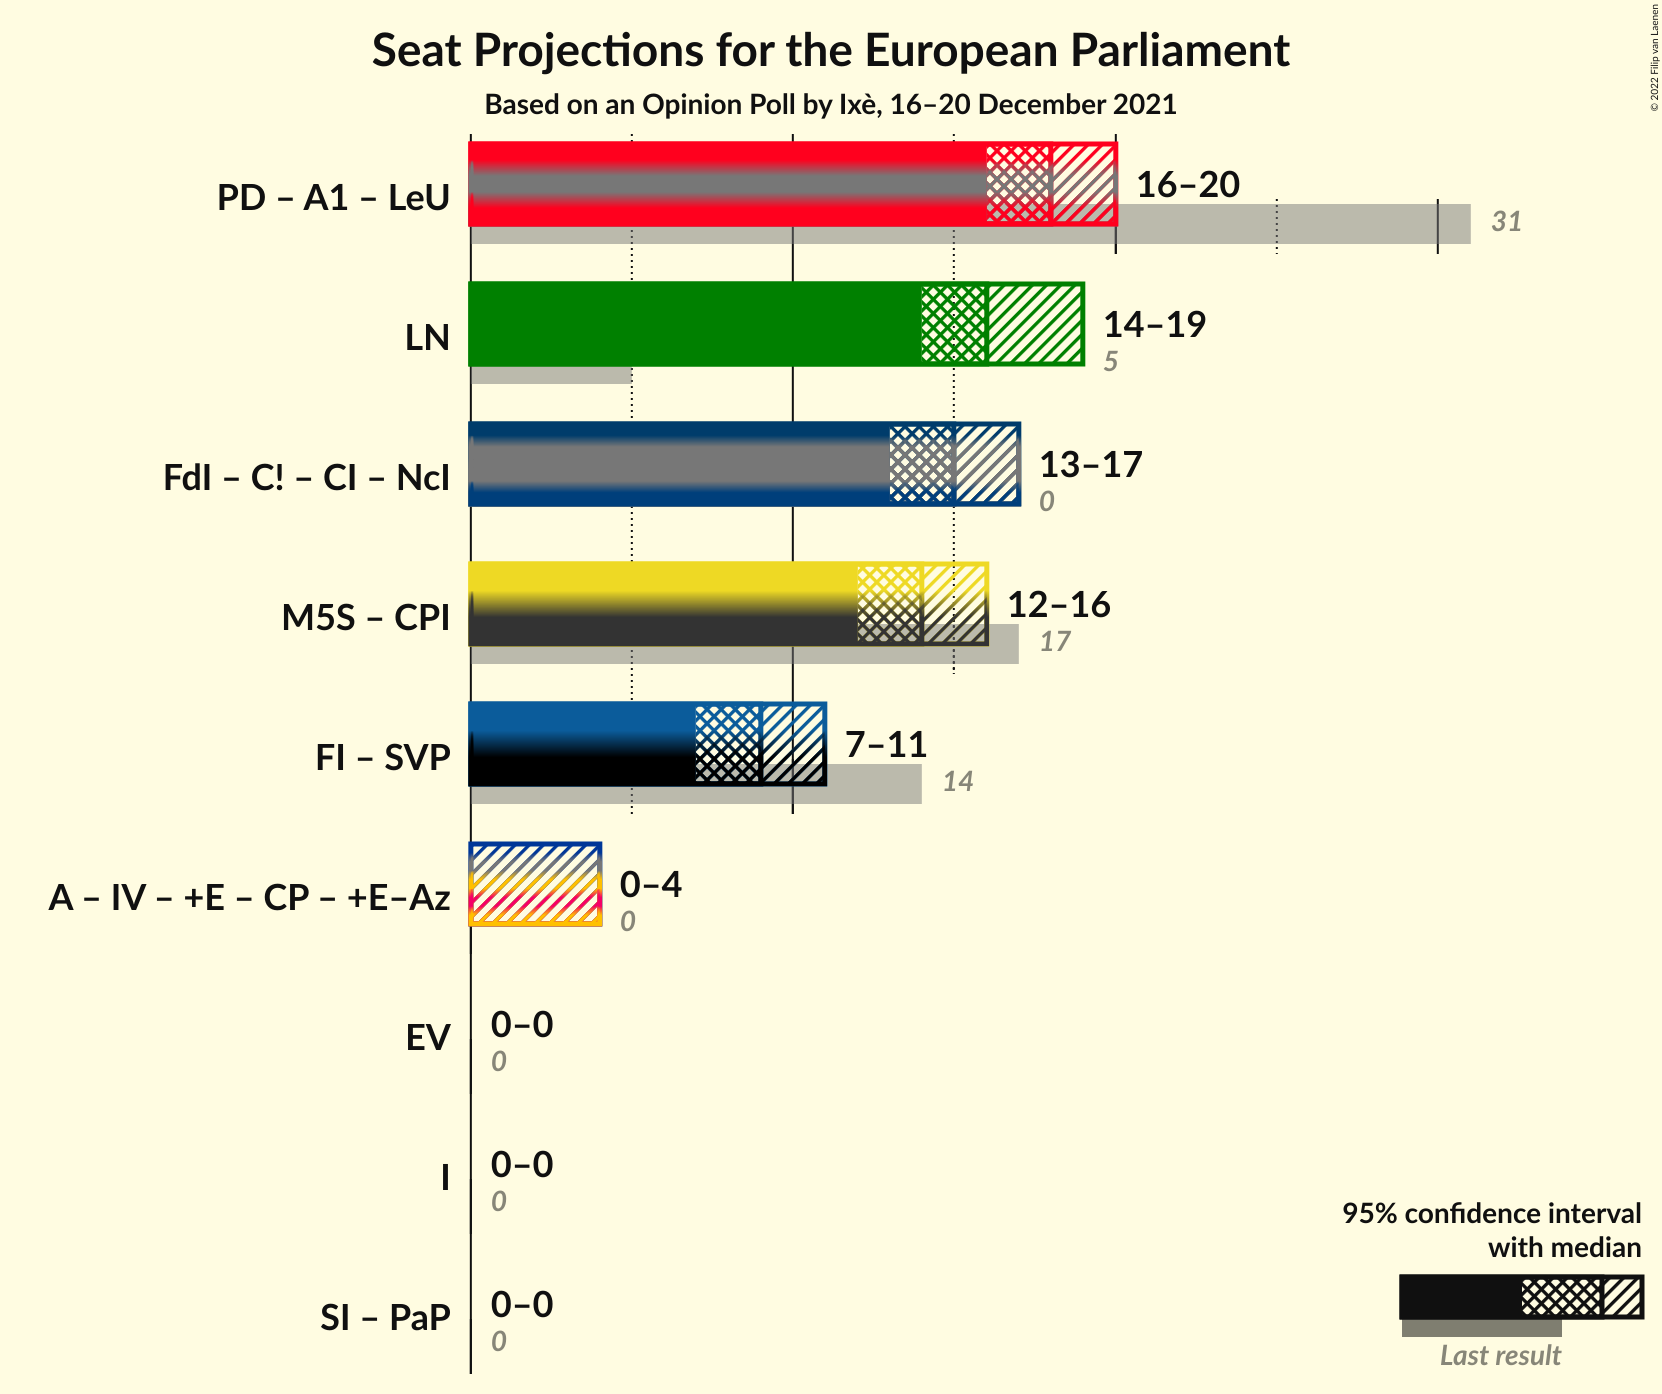 Seat Projections for the European Parliament
Based on an Opinion Poll by Ixè, 16–20 December 2021
© 2022 Filip van Laenen
PD – A1 – LeU
16–20
31
LN
14–19
5
FdI – C! – CI – NcI
13–17
0
M5S – CPI
12–16
17
FI – SVP
7–11
14
A – IV – +E – CP – +E–Az
0–4
0
EV
0–0
0
I
0–0
0
SI – PaP
0–0
0
95% confidence interval
with median
Last result